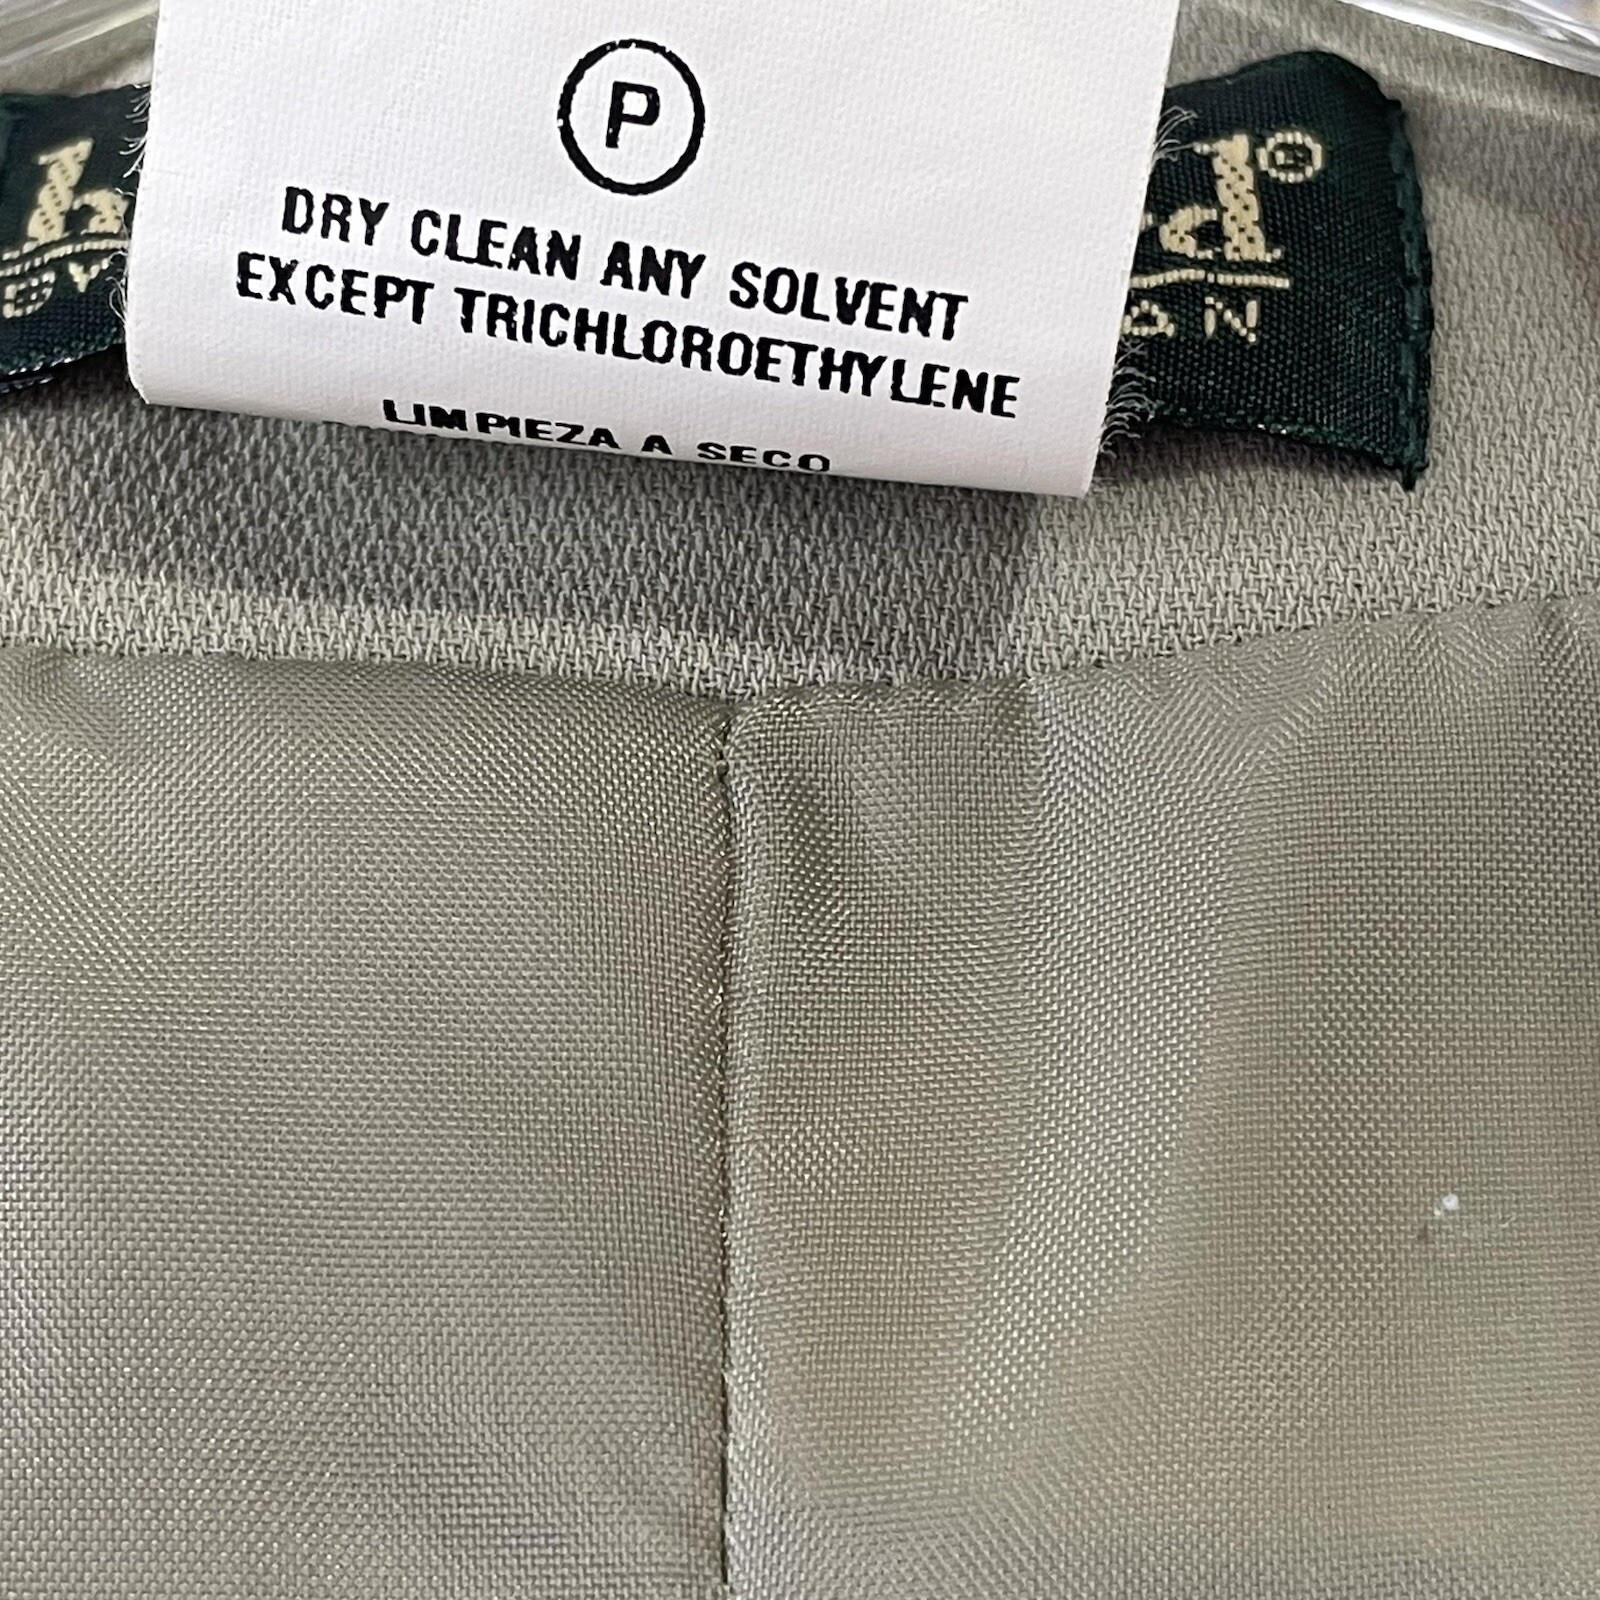 P
DRY CLEAN ANY SOLVENT
EXCEPT TRICHLOROETHYLENE
LIMPIEZA A SECO